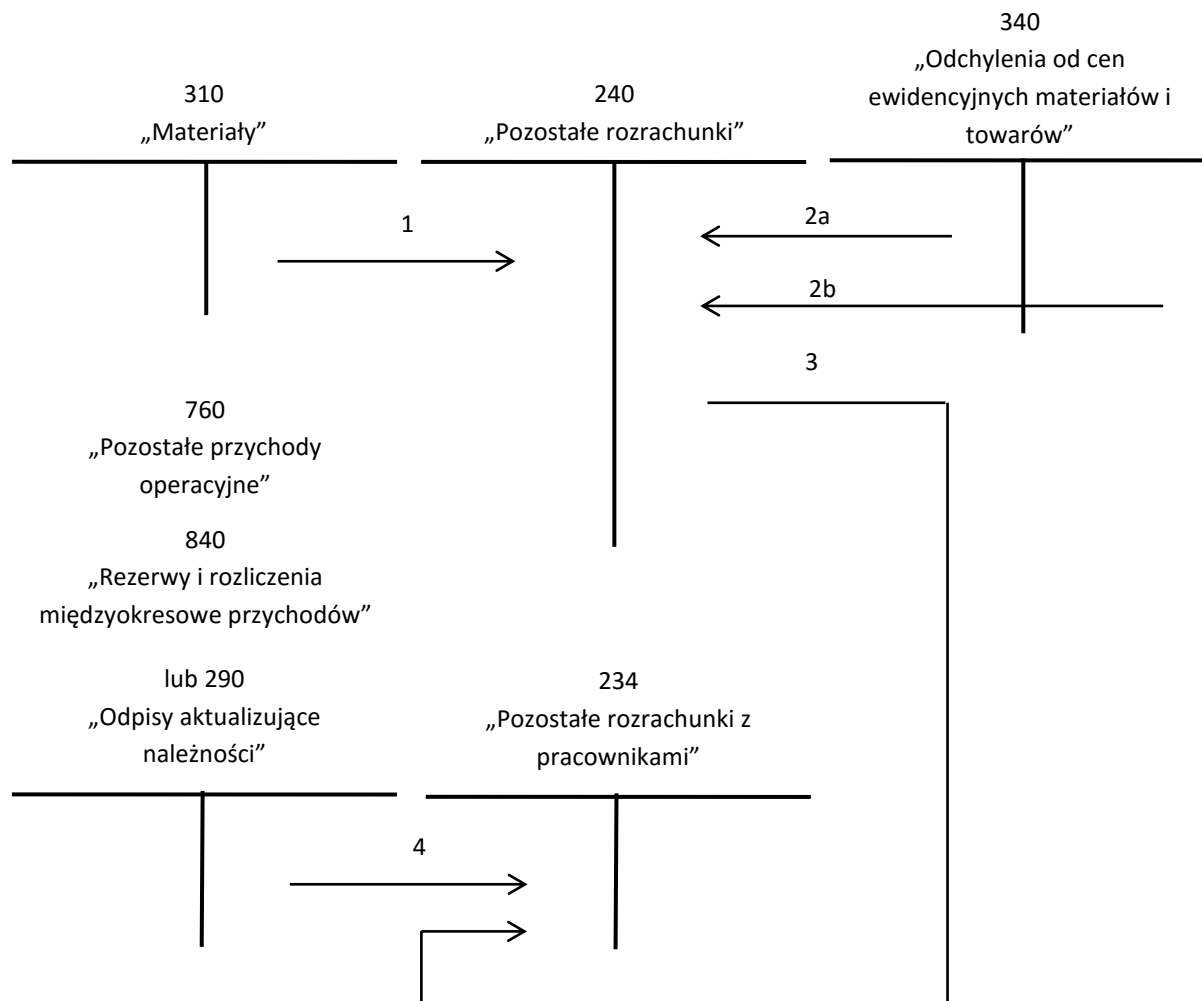 340
„Odchylenia od cen
ewidencyjnych materiałów i
towarów”
310
„Materiały”
240
„Pozostałe rozrachunki”
1
2a
2b
3
760
„Pozostałe przychody
operacyjne”
840
„Rezerwy i rozliczenia
międzyokresowe przychodów”
lub 290
„Odpisy aktualizujące
należności”
234
„Pozostałe rozrachunki z
pracownikami”
4